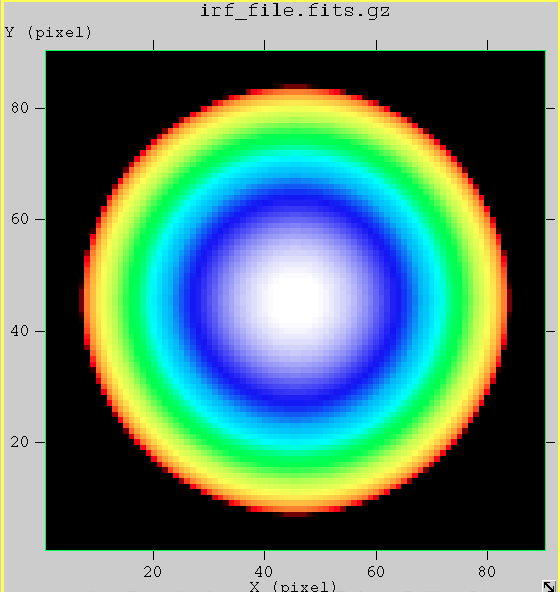 irf_file.fits.gz
Y (pixel)
80
60
40
20
20 40 60 80
X (pixel)